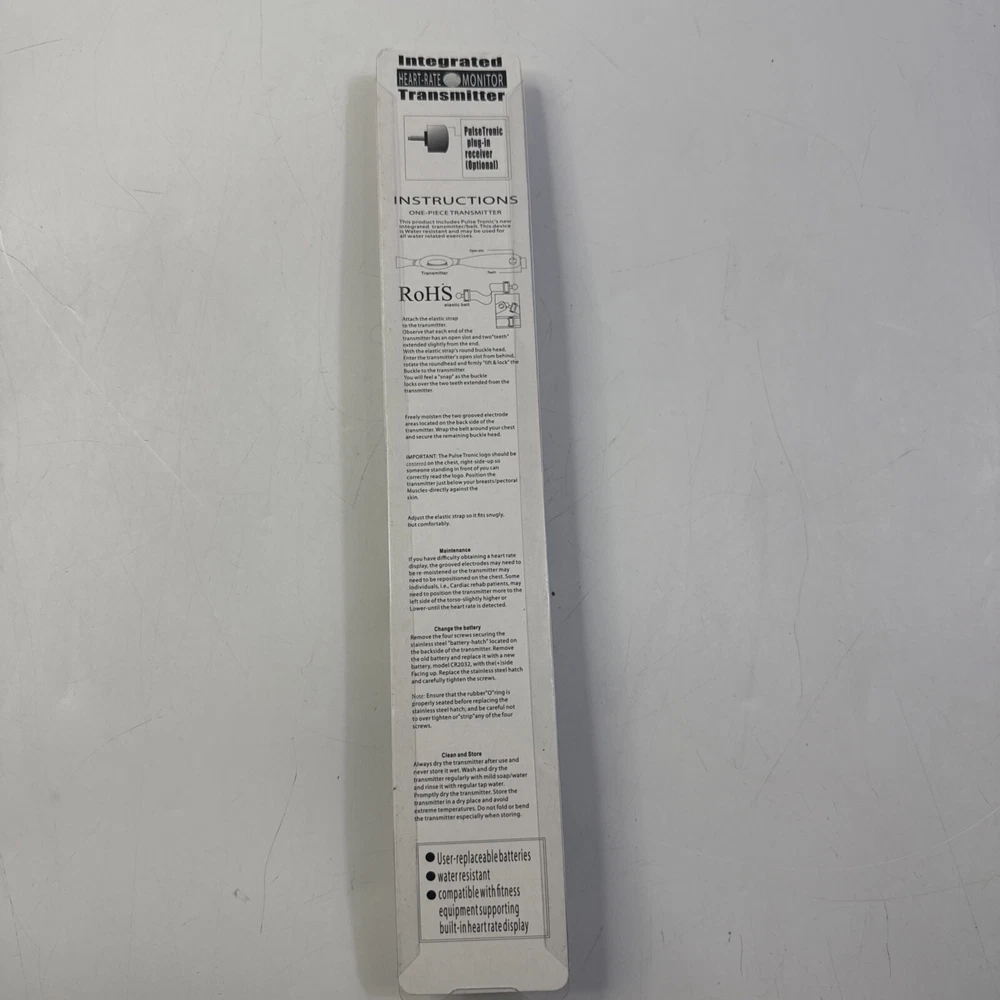 Integrated
HEART-RATE MONITOR
Transmitter
PulseTronic
plug-in
receiver
(Optional)
INSTRUCTIONS
ONE-PIECE TRANSMITTER
This product includes Pulse Tronic's new
integrated transmitter/belt. This device
is Water resistant and may be used for
all water related exercises.
Open slot
Transmitter
Teeth
RoHS
elastic belt
Attach the elastic strap
to the transmitter.
Observe that each end of the
transmitter has an open slot end two"teeth"
extended slightly from the end.
With the elastic strap's round buckle head,
Enter the transmitter's open slot from behind,
rotate the roundhead and firmly "lift & lock" the
Buckle to the transmitter
You will feel a "snap" as the buckle
locks over the two teeth extended from the
transmitter.
Freely moisten the two grooved electrode
areas located on the back side of the
transmitter. Wrap the belt around your chest
and secure the remaining buckle head.
IMPORTANT: The Pulse Tronic logo should be
centered on the chest, right-side-up so
someone standing in front of you can
correctly read the logo. Position the
transmitter just below your breasts/pectoral
Muscles-directly against the
skin.
Adjust the elastic strap so it fits snugly,
but comfortably.
Maintenance
If you have difficulty obtaining a heart rate
display, the grooved electrodes may need to
be re-moistened or the transmitter may
need to be repositioned on the chest. Some
individuals, i.e., Cardiac rehab patients, may
need to position the transmitter more to the
left side of the torso-slightly higher or
Lower-until the heart rate is detected.
Change the battery
Remove the four screws securing the
stainless steel "battery-hatch" located on
the backside of the transmitter. Remove
the old battery and replace it with a new
battery, model CR2032, with the(+)side
Facing up. Replace the stainless steel hatch
and carefully tighten the screws.
Note: Ensure that the rubber"O"ring is
properly seated before replacing the
stainless steel hatch; and be careful not
to over tighten or"strip"any of the four
screws.
Clean and Store
Always dry the transmitter after use and
never store it wet. Wash and dry the
transmitter regularly with mild soap/water
and rinse it with regular tap water.
Promptly dry the transmitter. Store the
transmitter in a dry place and avoid
extreme temperatures. Do not fold or bend
the transmitter especially when storing.
● User-replaceable batteries
● water resistant
● compatible with fitness
equipment supporting
built-in heart rate display